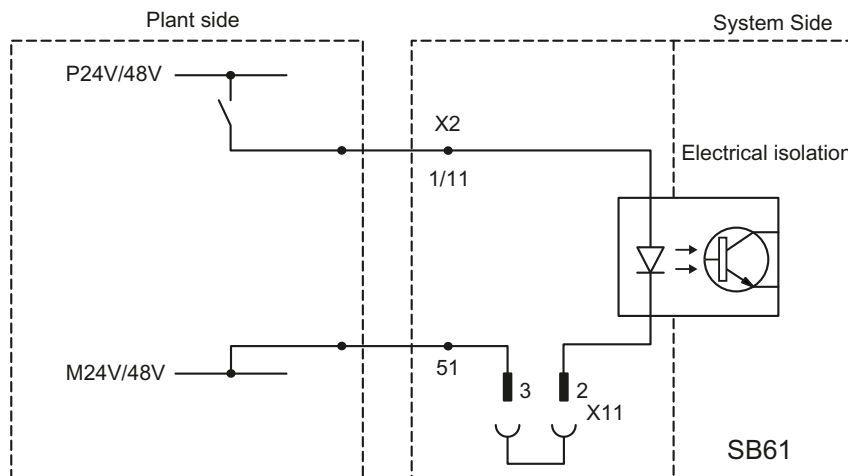 Plant side
System Side
P24V/48V
X2
1/11
Electrical isolation
M24V/48V
51
3
2
X11
SB61